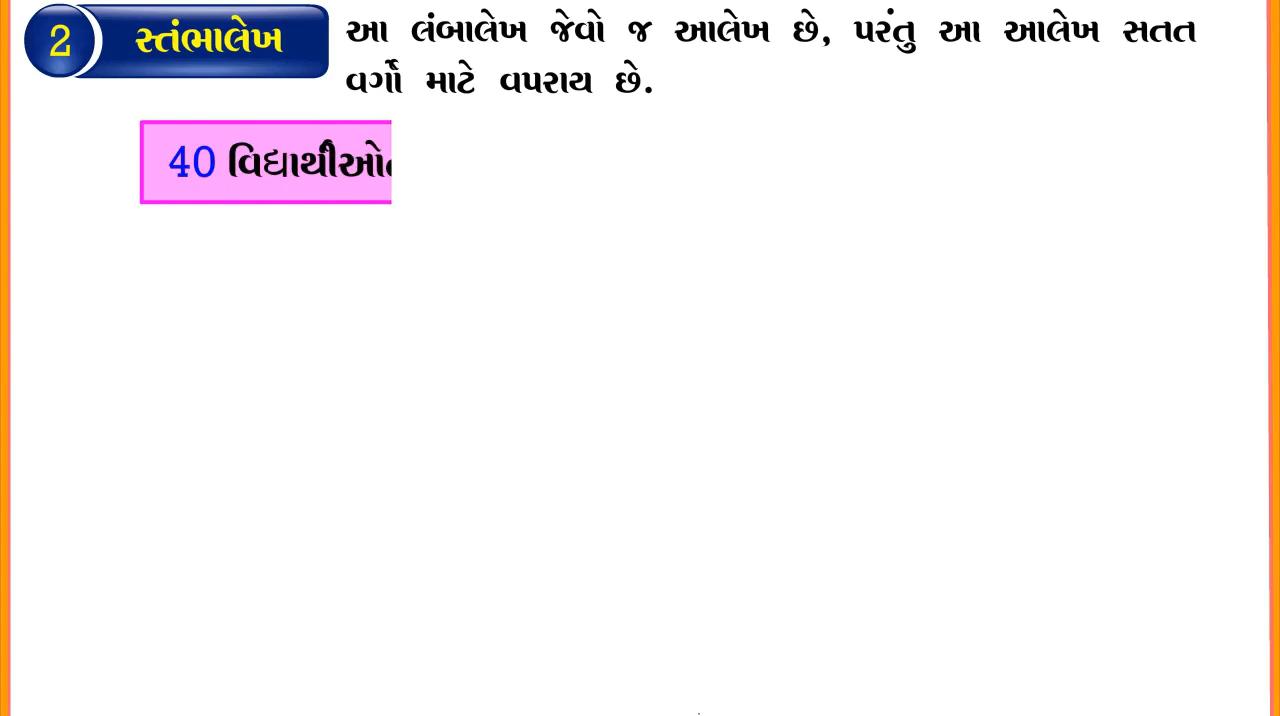 2 સ્તંભાલેખ
આ લંબાલેખ જેવો જ આલેખ છે, પરંતુ આ આલેખ સતત
વર્ગો માટે વપરાય છે.
40